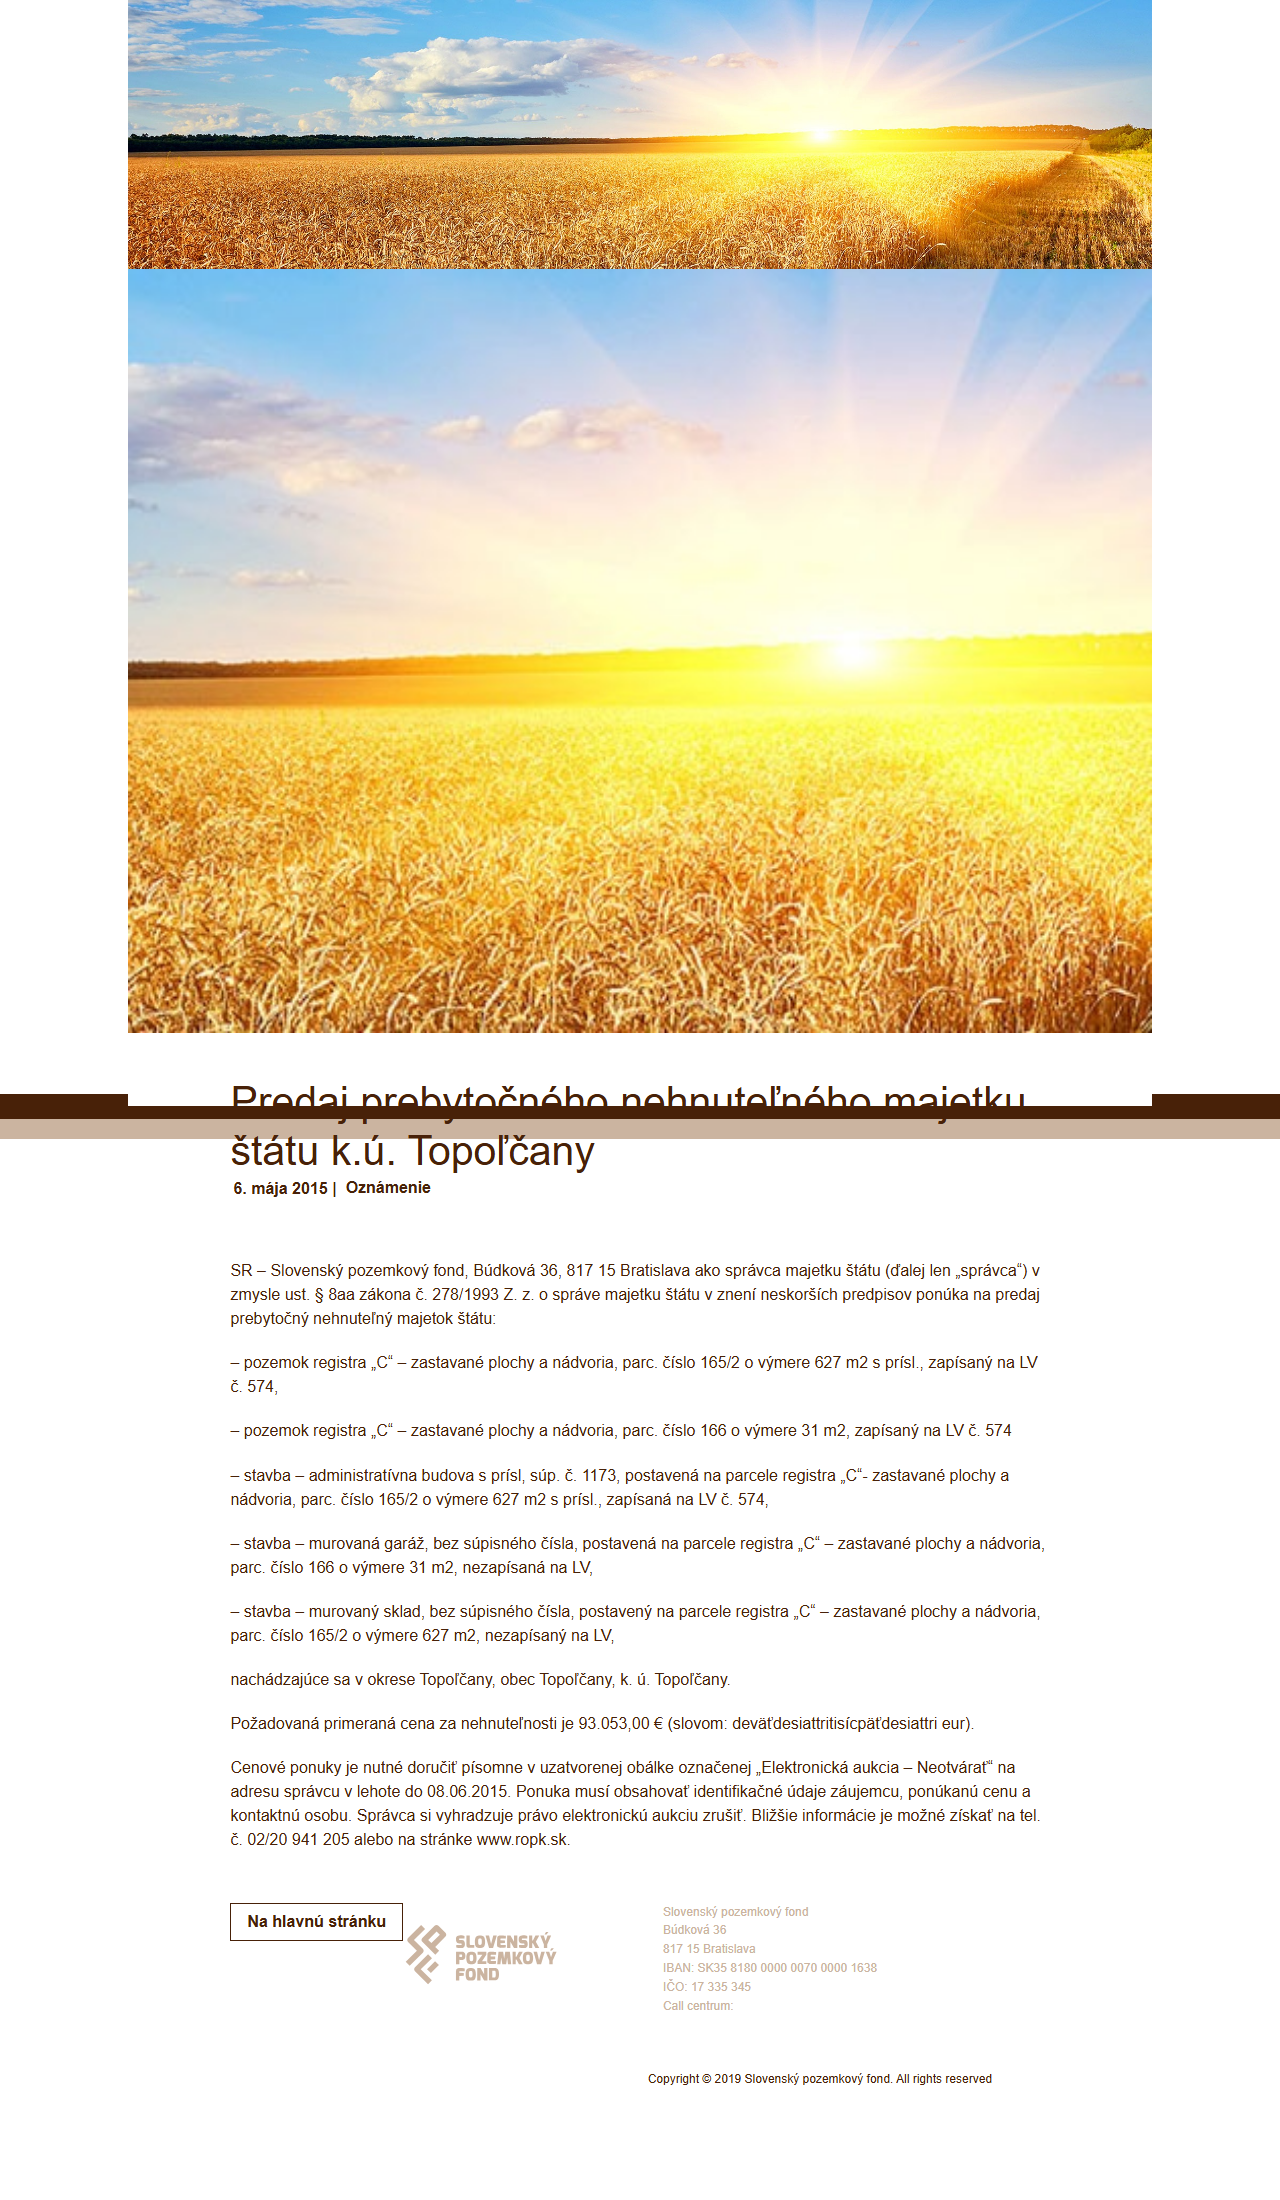 Predaj prebytočného nehnuteľného majetku
štátu k.ú. Topoľčany
6. mája 2015 | Oznámenie
SR – Slovenský pozemkový fond, Búdková 36, 817 15 Bratislava ako správca majetku štátu (ďalej len „správca“) v
zmysle ust. § 8aa zákona č. 278/1993 Z. z. o správe majetku štátu v znení neskorších predpisov ponúka na predaj
prebytočný nehnuteľný majetok štátu:
– pozemok registra „C“ – zastavané plochy a nádvoria, parc. číslo 165/2 o výmere 627 m2 s prísl., zapísaný na LV
č. 574,
– pozemok registra „C“ – zastavané plochy a nádvoria, parc. číslo 166 o výmere 31 m2, zapísaný na LV č. 574
– stavba – administratívna budova s prísl, súp. č. 1173, postavená na parcele registra „C“- zastavané plochy a
nádvoria, parc. číslo 165/2 o výmere 627 m2 s prísl., zapísaná na LV č. 574,
– stavba – murovaná garáž, bez súpisného čísla, postavená na parcele registra „C“ – zastavané plochy a nádvoria,
parc. číslo 166 o výmere 31 m2, nezapísaná na LV,
– stavba – murovaný sklad, bez súpisného čísla, postavený na parcele registra „C“ – zastavané plochy a nádvoria,
parc. číslo 165/2 o výmere 627 m2, nezapísaný na LV,
nachádzajúce sa v okrese Topoľčany, obec Topoľčany, k. ú. Topoľčany.
Požadovaná primeraná cena za nehnuteľnosti je 93.053,00 € (slovom: deväťdesiattritisícpäťdesiattri eur).
Cenové ponuky je nutné doručiť písomne v uzatvorenej obálke označenej „Elektronická aukcia – Neotvárať“ na
adresu správcu v lehote do 08.06.2015. Ponuka musí obsahovať identifikačné údaje záujemcu, ponúkanú cenu a
kontaktnú osobu. Správca si vyhradzuje právo elektronickú aukciu zrušiť. Bližšie informácie je možné získať na tel.
č. 02/20 941 205 alebo na stránke www.ropk.sk.
Na hlavnú stránku
SLOVENSKÝ
POZEMKOVÝ
FOND
Slovenský pozemkový fond
Búdková 36
817 15 Bratislava
IBAN: SK35 8180 0000 0070 0000 1638
IČO: 17 335 345
Call centrum:
Copyright © 2019 Slovenský pozemkový fond. All rights reserved